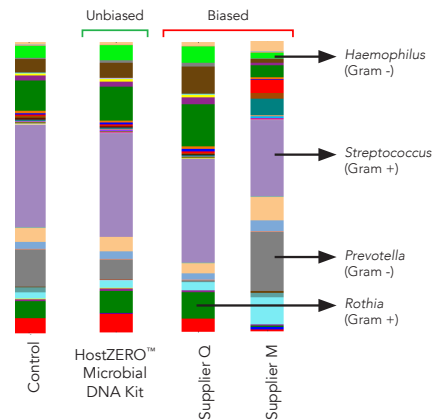 Unbiased
Biased
Haemophilus
(Gram -)
Streptococcus
(Gram +)
Prevotella
(Gram -)
Rothia
(Gram +)
Control
HostZERO™
Microbial
DNA Kit
Supplier Q
Supplier M